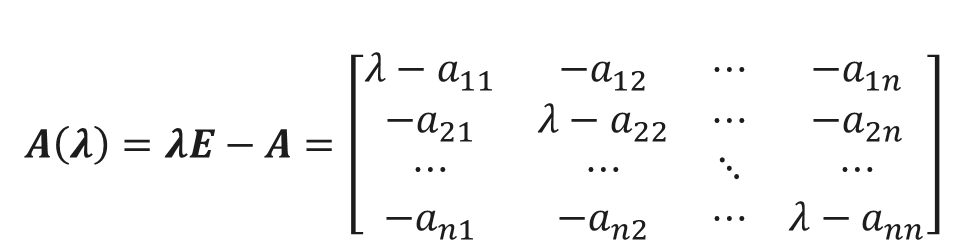 A(λ) = λE − A = [λ − a₁₁ −a₁₂ ⋯ −a₁ₙ
−a₂₁ λ − a₂₂ ⋯ −a₂ₙ
⋯ ⋯ ⋱ ⋯
−aₙ₁ −aₙ₂ ⋯ λ − aₙₙ]